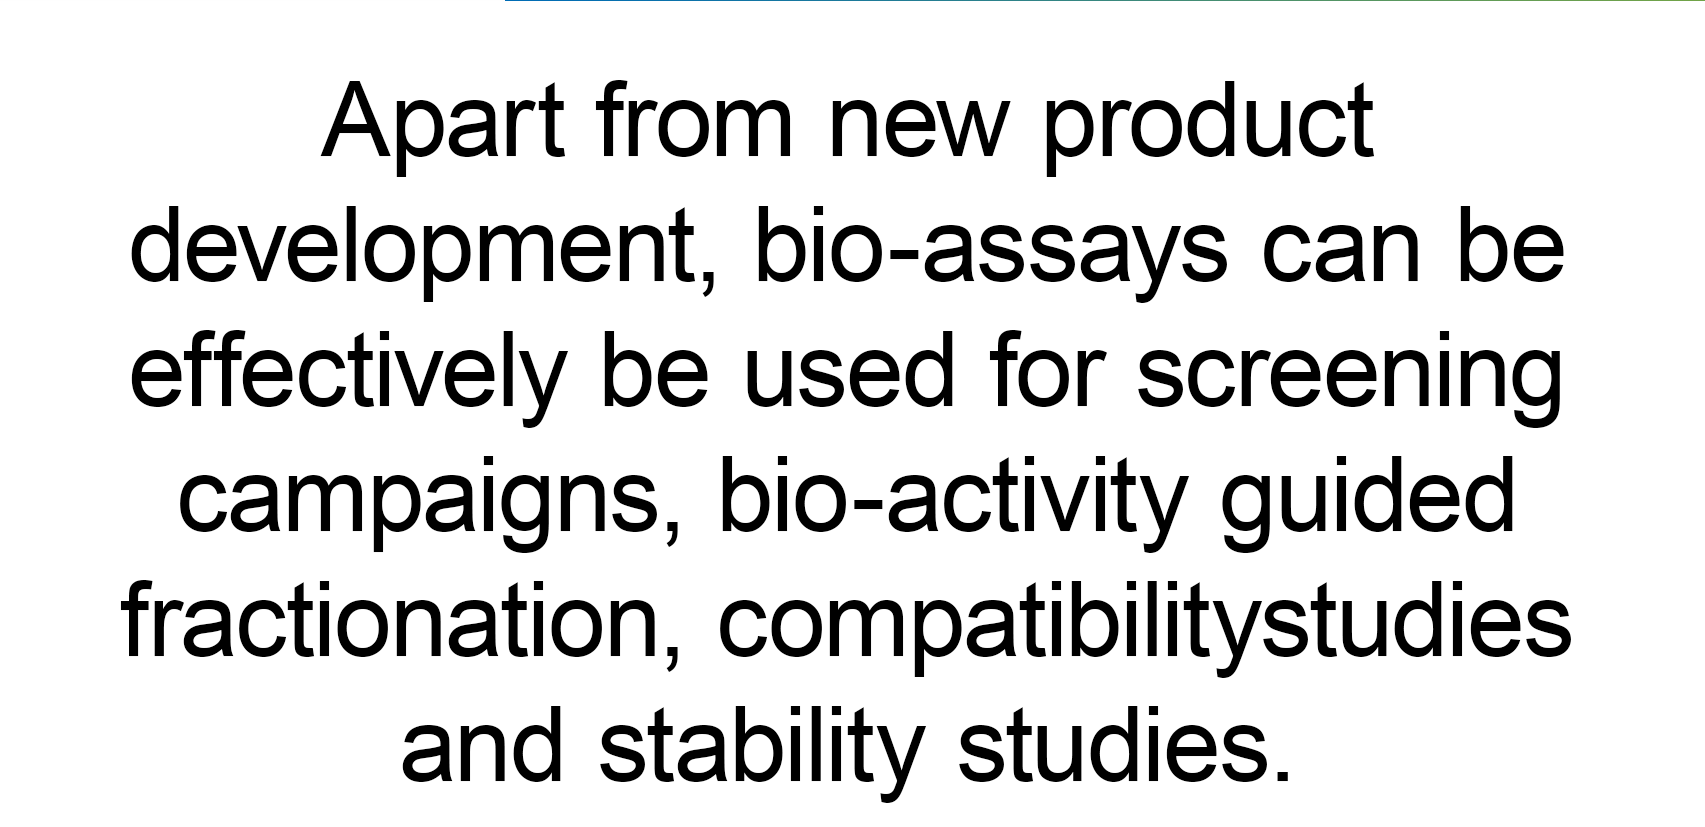 Apart from new product
development, bio-assays can be
effectively be used for screening
campaigns, bio-activity guided
fractionation, compatibilitystudies
and stability studies.